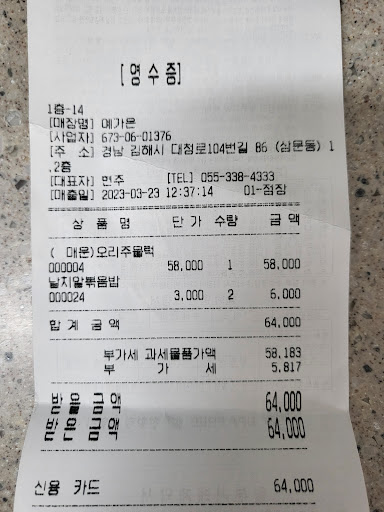 [영수증]
1층-14
[매장명] 예가온
[사업자] 673-06-01376
[주 소] 경남 김해시 대청로104번길 86 (삼문동) 1
,2층
[대표자] 변주 [TEL] 055-338-4333
[매출일] 2023-03-23 12:37:14 01-점장
상 품 명 단 가 수량 금 액
( 매운)오리주물럭
000004 58,000 1 58,000
날치알볶음밥
000024 3,000 2 6,000
합계 금액 64,000
부가세 과세물품가액 58,183
부 가 세 5,817
받을금액 64,000
받은금액 64,000
신용 카드 64,000